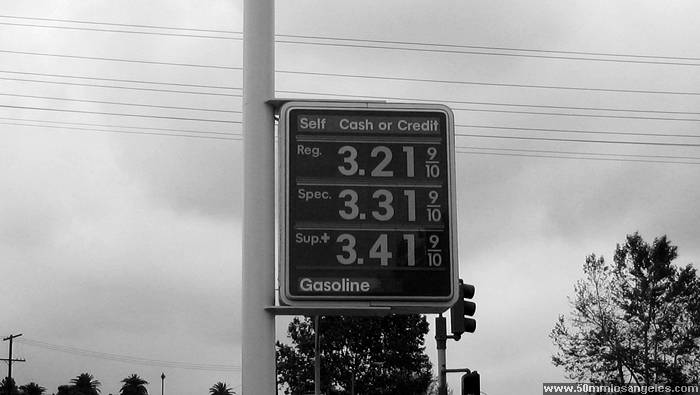 Self Cash or Credit
Reg. 3.21 9/10
Spec. 3.31 9/10
Sup.+ 3.41 9/10
Gasoline
www.50mmlosangeles.com